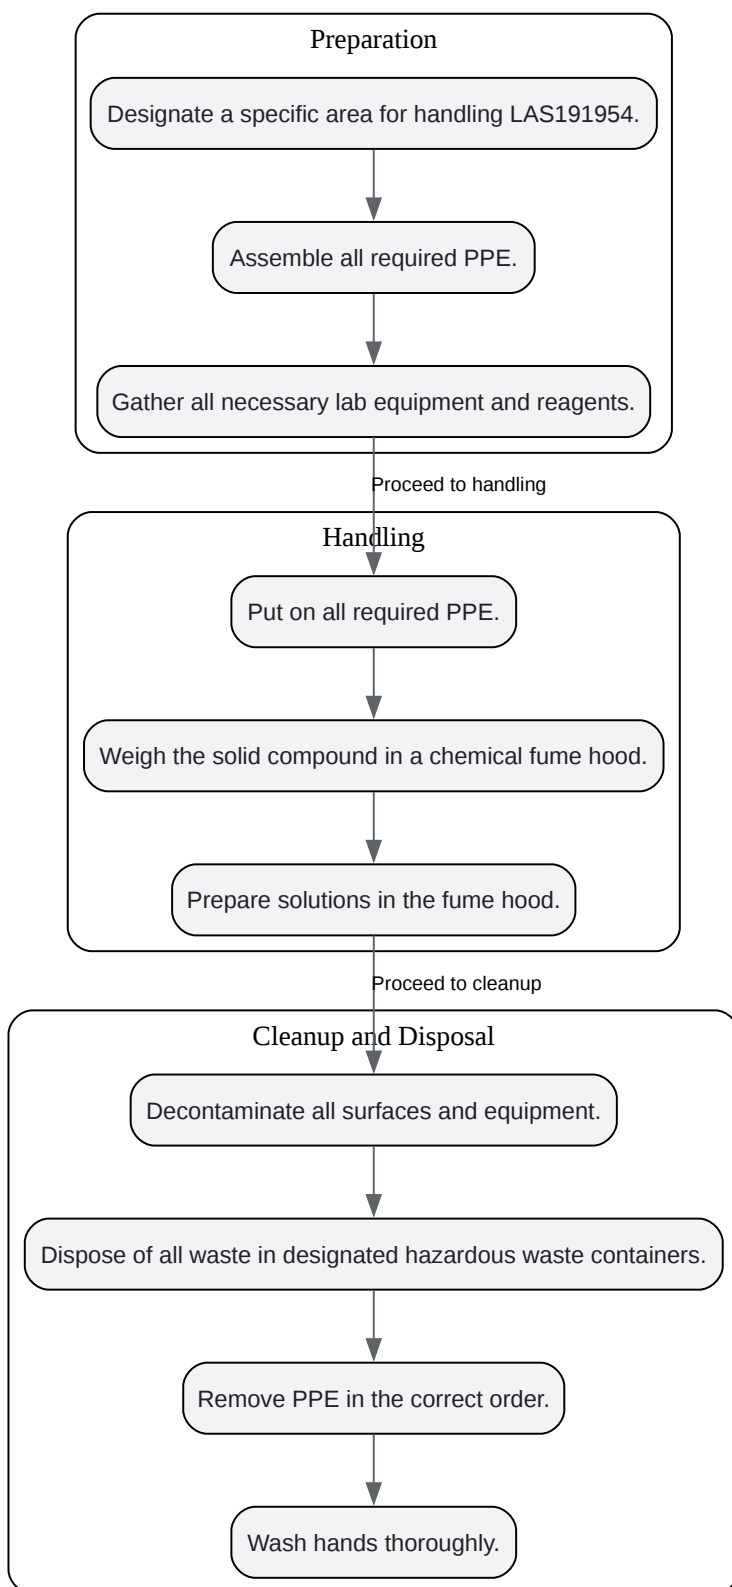 Preparation
Designate a specific area for handling LAS191954.
Assemble all required PPE.
Gather all necessary lab equipment and reagents.
Proceed to handling
Handling
Put on all required PPE.
Weigh the solid compound in a chemical fume hood.
Prepare solutions in the fume hood.
Proceed to cleanup
Cleanup and Disposal
Decontaminate all surfaces and equipment.
Dispose of all waste in designated hazardous waste containers.
Remove PPE in the correct order.
Wash hands thoroughly.